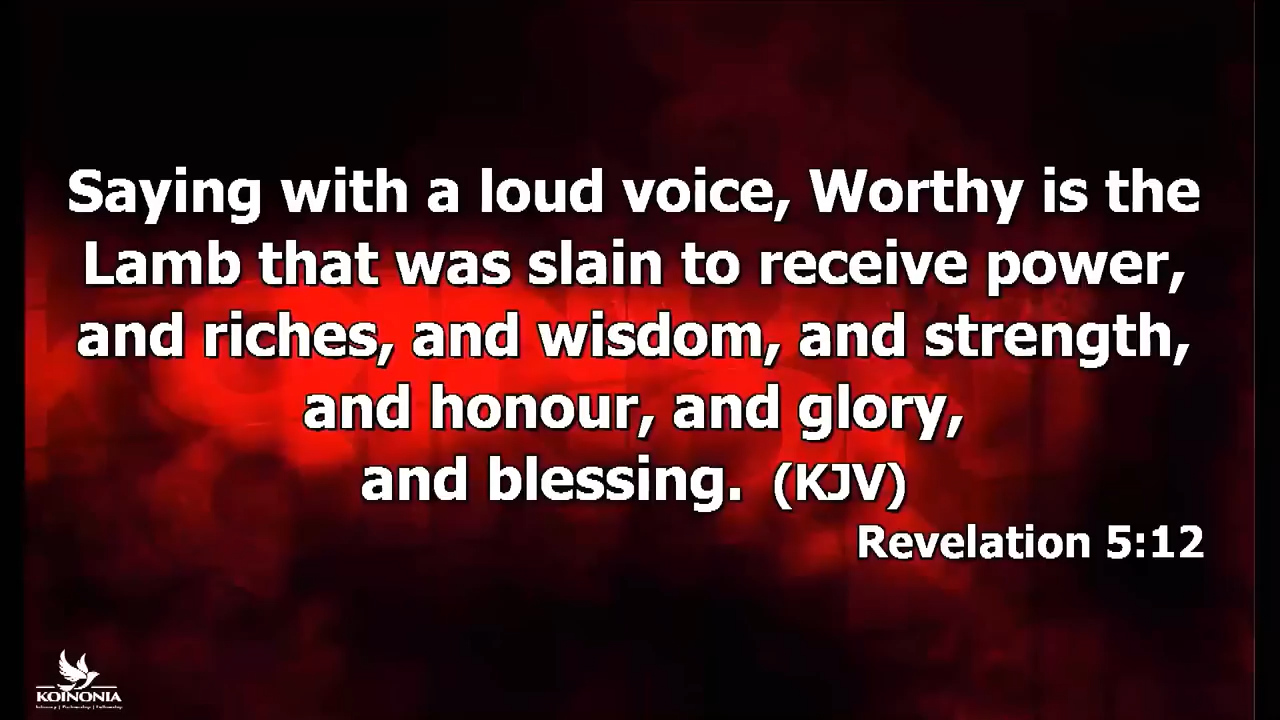 Saying with a loud voice, Worthy is the
Lamb that was slain to receive power,
and riches, and wisdom, and strength,
and honour, and glory,
and blessing. (KJV)
Revelation 5:12
KOINONIA